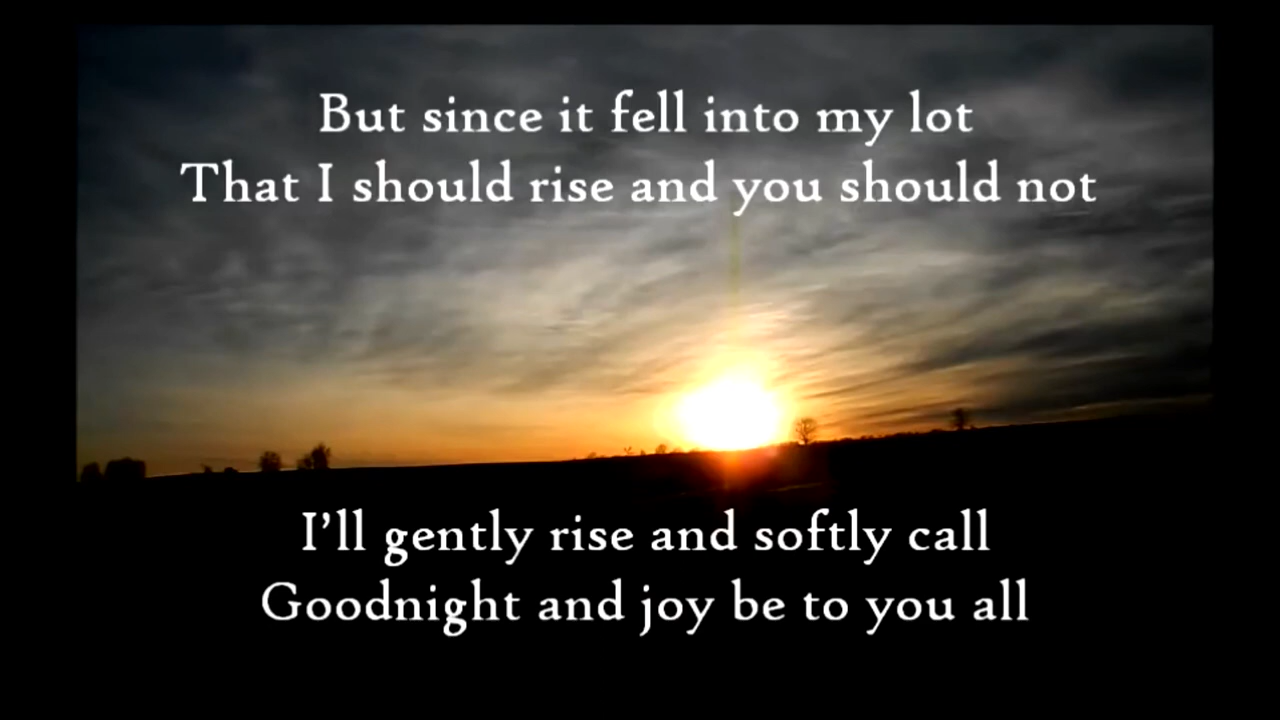 But since it fell into my lot
That I should rise and you should not
I'll gently rise and softly call
Goodnight and joy be to you all